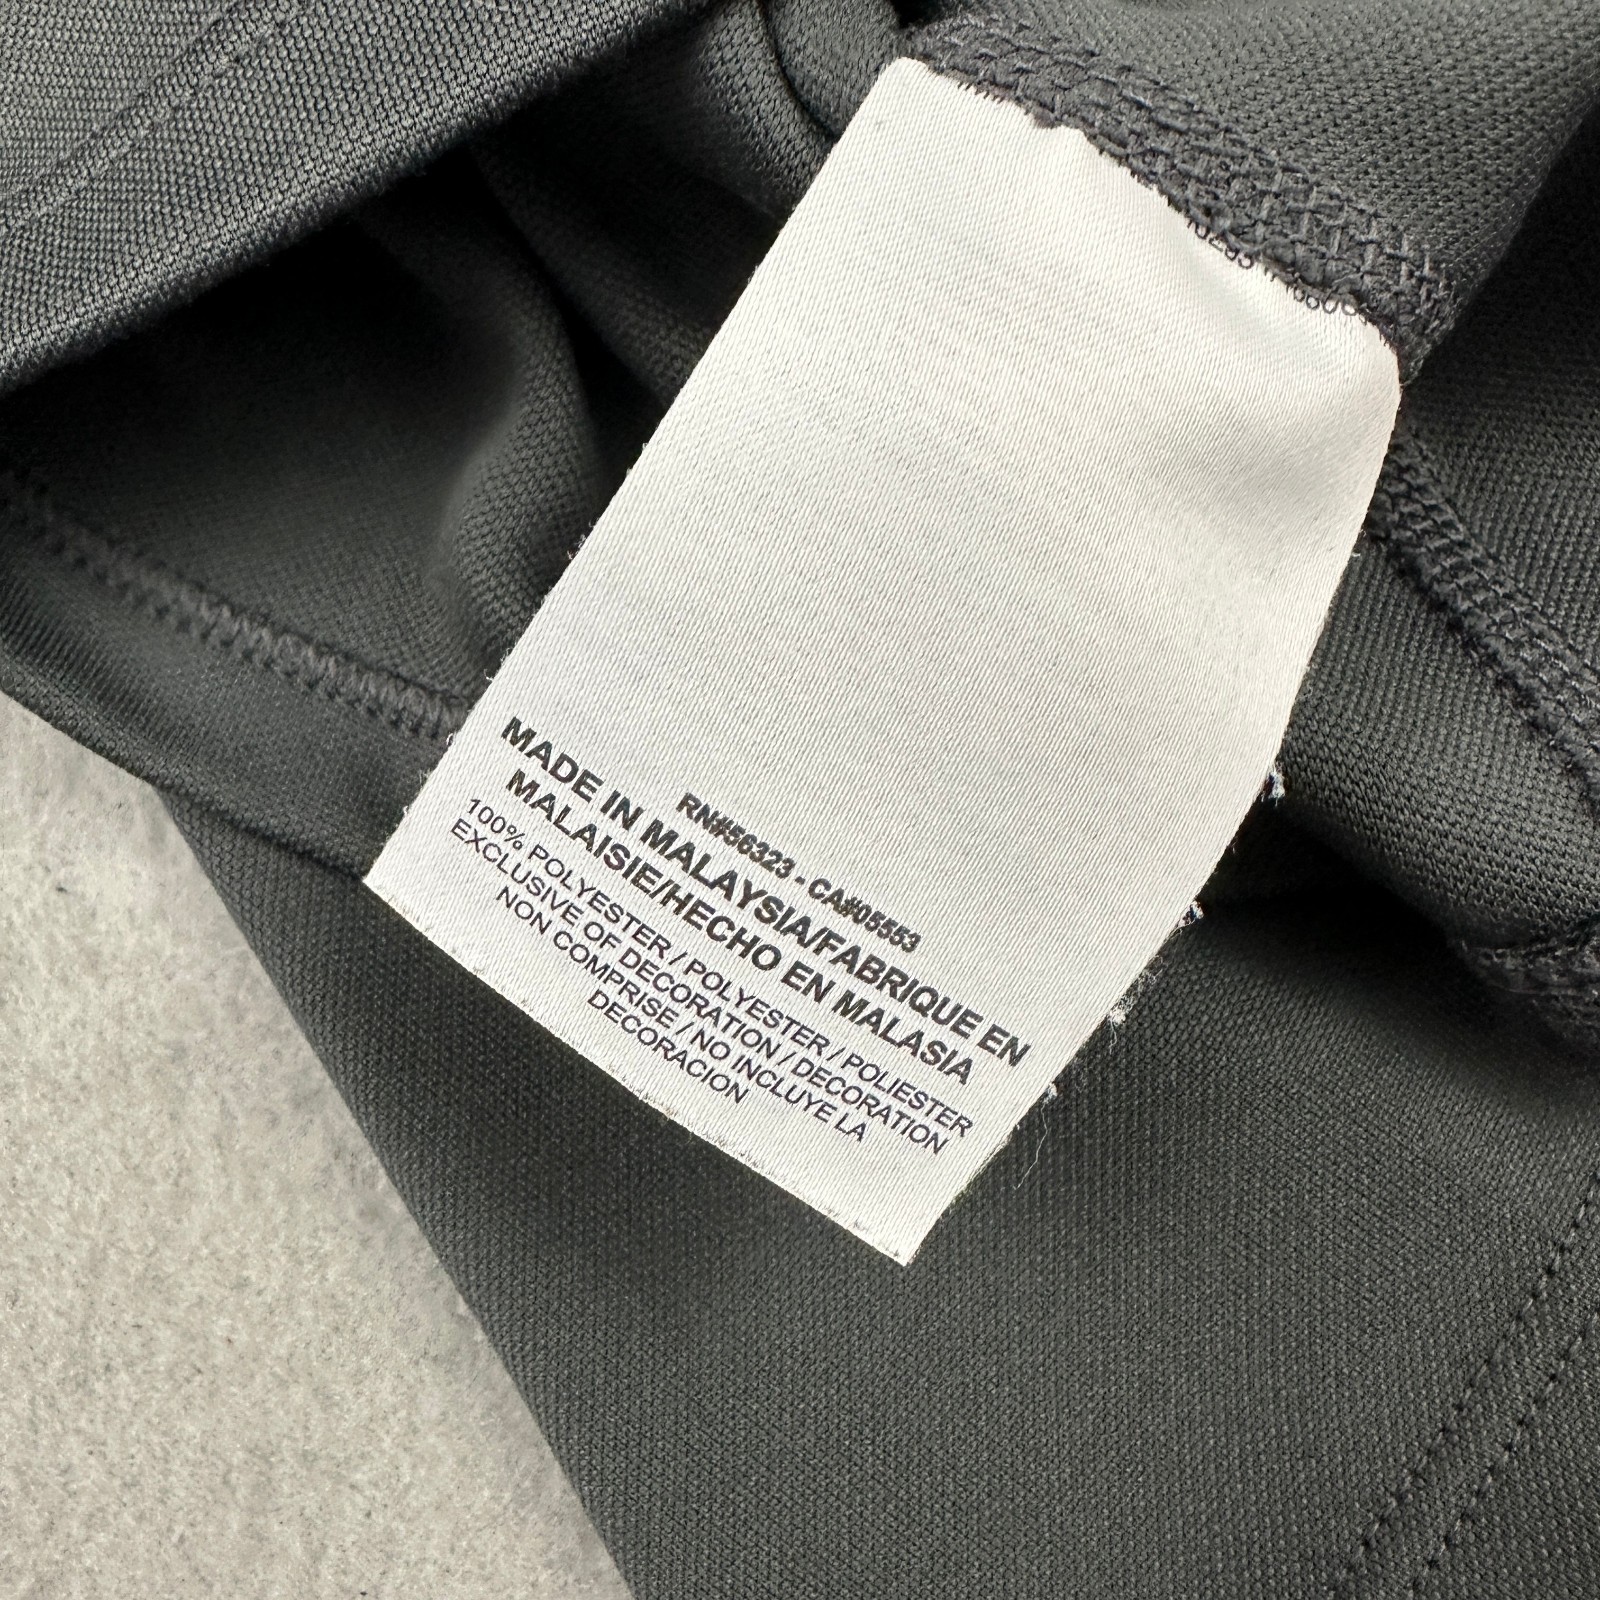 RN#56323 - CA#05553
MADE IN MALAYSIA/FABRIQUE EN
MALAISIE/HECHO EN MALASIA
100% POLYESTER / POLYESTER / POLIESTER
EXCLUSIVE OF DECORATION / DECORATION
NON COMPRISE / NO INCLUYE LA
DECORACION